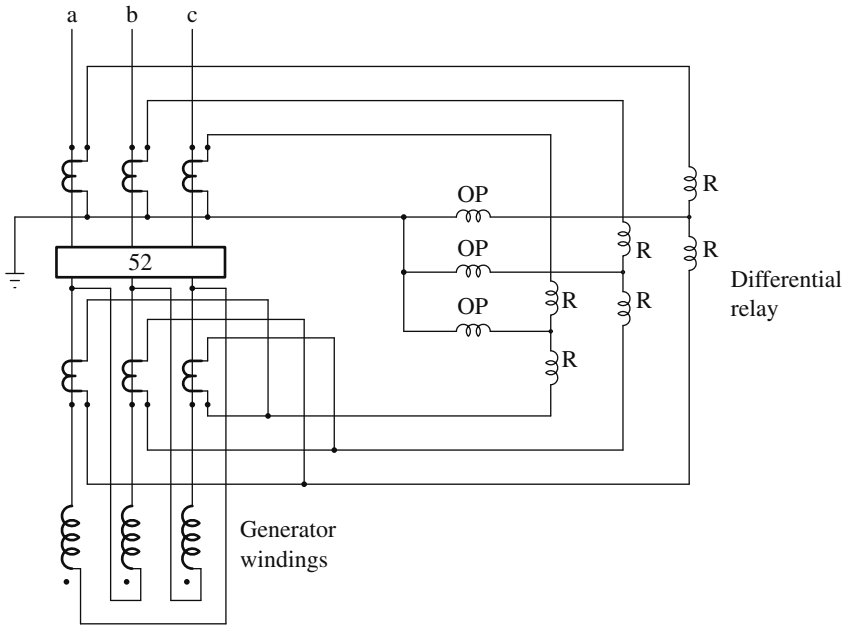 a b c
OP
R
R
R
OP
R
OP
R
R
52
Differential
relay
Generator
windings